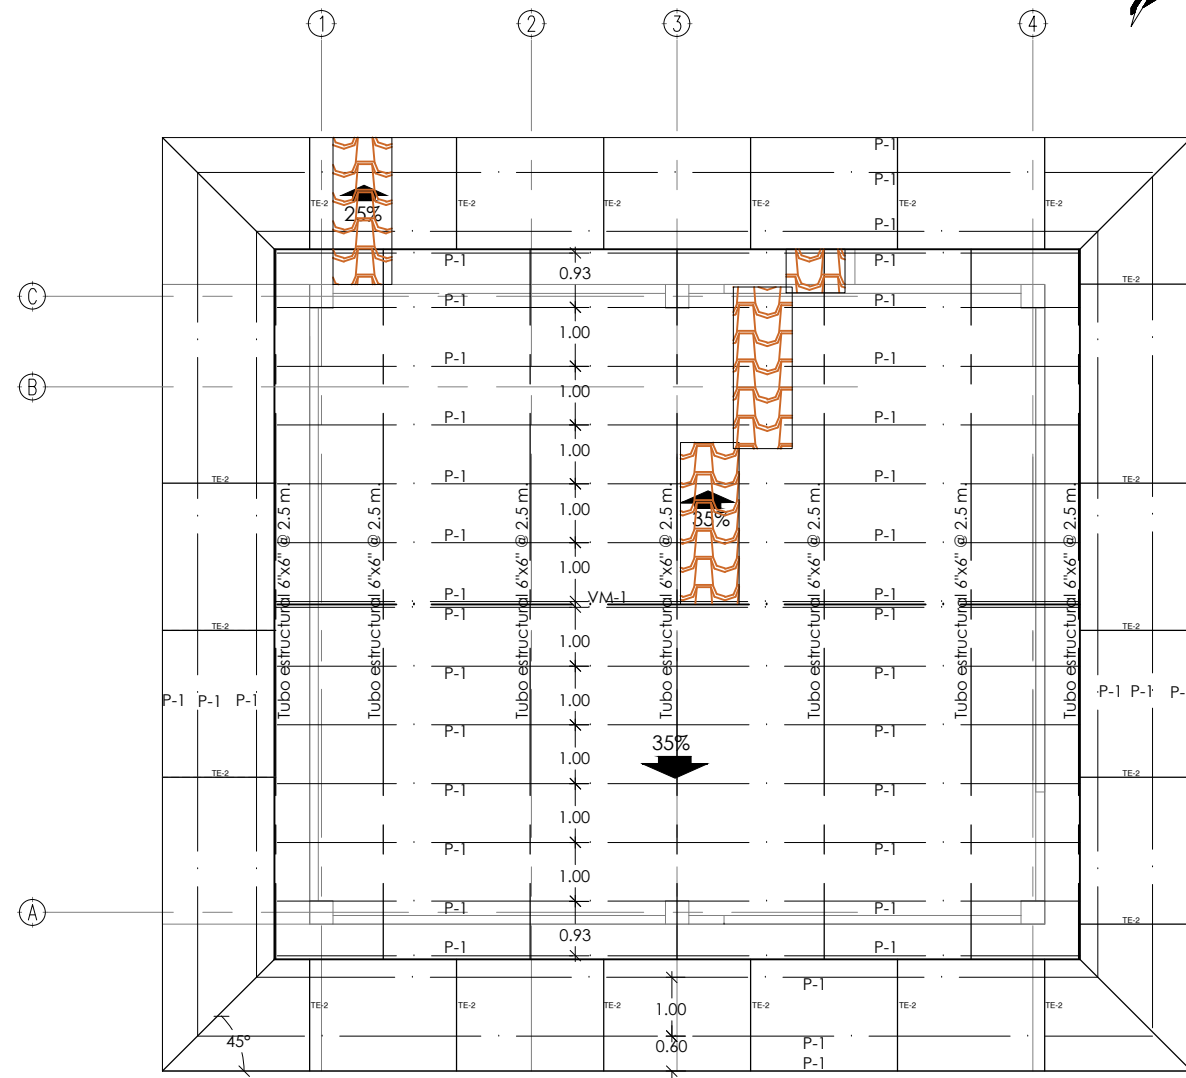 1 2 3 4
P-1
P-1
TE-2 TE-2 TE-2 TE-2 TE-2 TE-2
25%
P-1
P-1 0.93 P-1
TE-2 TE-2
C P-1 P-1
1.00
P-1 P-1
B 1.00
P-1 P-1
1.00
TE-2 P-1 P-1 TE-2
1.00
35%
P-1 P-1
1.00
Tubo estructural 6"x6" @ 2.5 m.
Tubo estructural 6"x6" @ 2.5 m.
Tubo estructural 6"x6" @ 2.5 m.
Tubo estructural 6"x6" @ 2.5 m.
Tubo estructural 6"x6" @ 2.5 m.
Tubo estructural 6"x6" @ 2.5 m.
Tubo estructural 6"x6" @ 2.5 m.
P-1 VM-1 P-1
P-1 P-1
TE-2 TE-2
1.00
P-1 P-1
P-1 P-1 P-1 1.00 P-1 P-1 P-
P-1 P-1
35%
1.00
TE-2 TE-2
P-1 P-1
1.00
P-1 P-1
1.00
A P-1 P-1
TE-2
0.93
P-1 P-1
P-1
TE-2 TE-2 TE-2 TE-2 TE-2 TE-2
1.00
45° 0.60 P-1
P-1